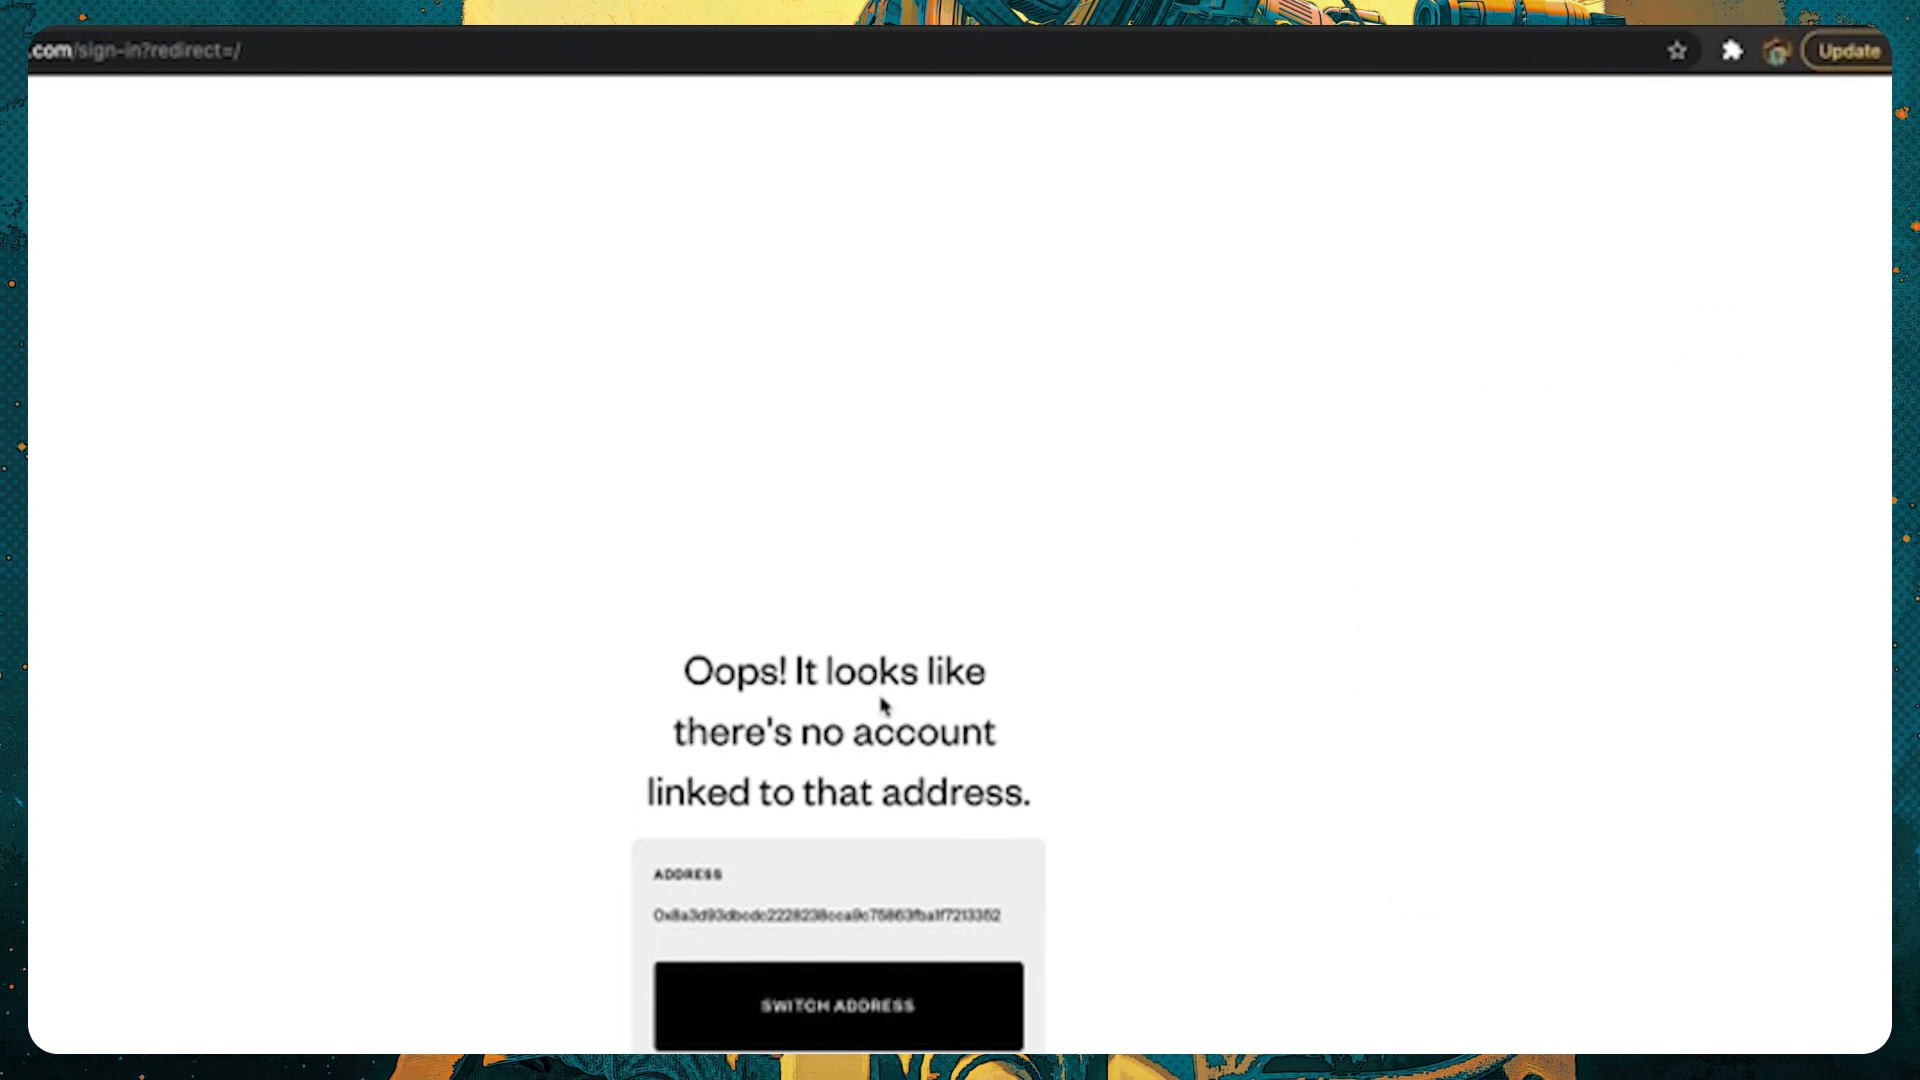 .com/sign-in?redirect=/
Update
Oops! It looks like
there's no account
linked to that address.
ADDRESS
SWITCH ADDRESS